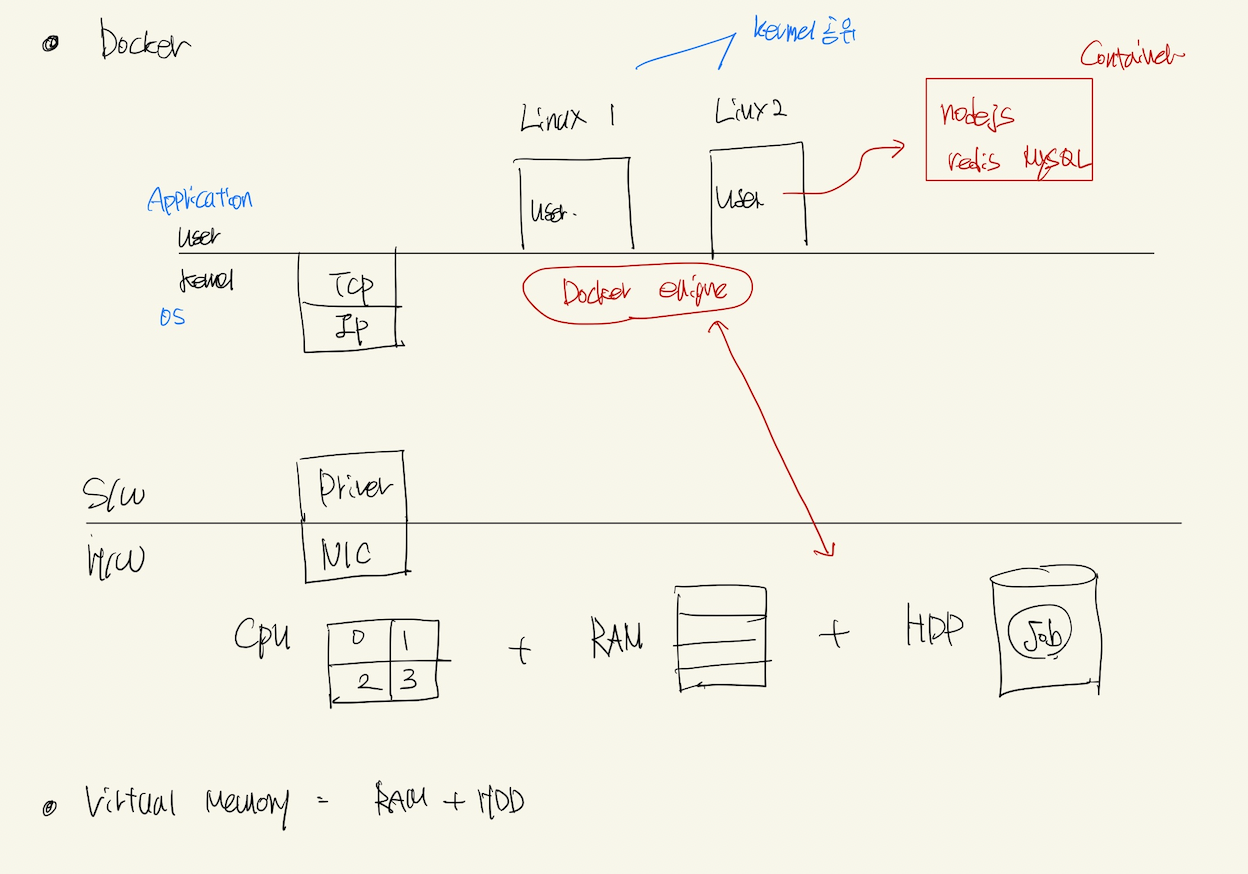 Docker
kernel 공유
Container
Linux 1
Liux 2
nodejs
redis MySQL
Application
user
user.
user
kernel
OS
Tcp
Ip
Docker engine
S/W
Driver
H/W
NIC
CPU
0 1
2 3
+
RAM
+
HDD
Job
Virtual Memory = RAM + HDD